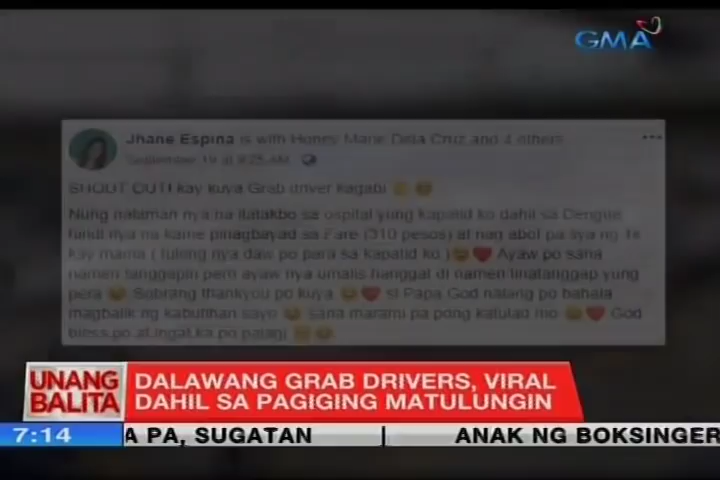 GMA
Jhane Espina is with Honey Marie Dela Cruz and 4 others
September 19 at 9:25 AM
SHOUT OUT! kay kuya Grab driver kagabi
Nung nalaman nya na itatakbo sa ospital yung kapatid ko dahil sa Dengue
hindi nya na kame pinagbayad sa Fare (310 pesos) at nag abot pa sya ng 1k
kay mama ( tulong nya daw po para sa kapatid ko ) Ayaw po sana
namen tanggapin pero ayaw nya umalis hanggat di namen tinatanggap yung
pera Sobrang thankyou po kuya si Papa God nalang po bahala
magbalik ng kabutihan sayo sana marami pa pong katulad mo God
bless po at ingat ka po palagi
UNANG BALITA
DALAWANG GRAB DRIVERS, VIRAL
DAHIL SA PAGIGING MATULUNGIN
7:14 A PA, SUGATAN | ANAK NG BOKSINGER